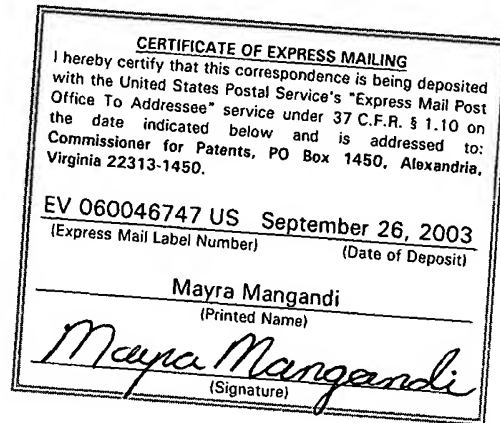 CERTIFICATE OF EXPRESS MAILING
I hereby certify that this correspondence is being deposited
with the United States Postal Service's "Express Mail Post
Office To Addressee" service under 37 C.F.R. § 1.10 on
the date indicated below and is addressed to:
Commissioner for Patents, PO Box 1450, Alexandria,
Virginia 22313-1450.
EV 060046747 US September 26, 2003
(Express Mail Label Number) (Date of Deposit)
Mayra Mangandi
(Printed Name)
Mayra Mangandi
(Signature)